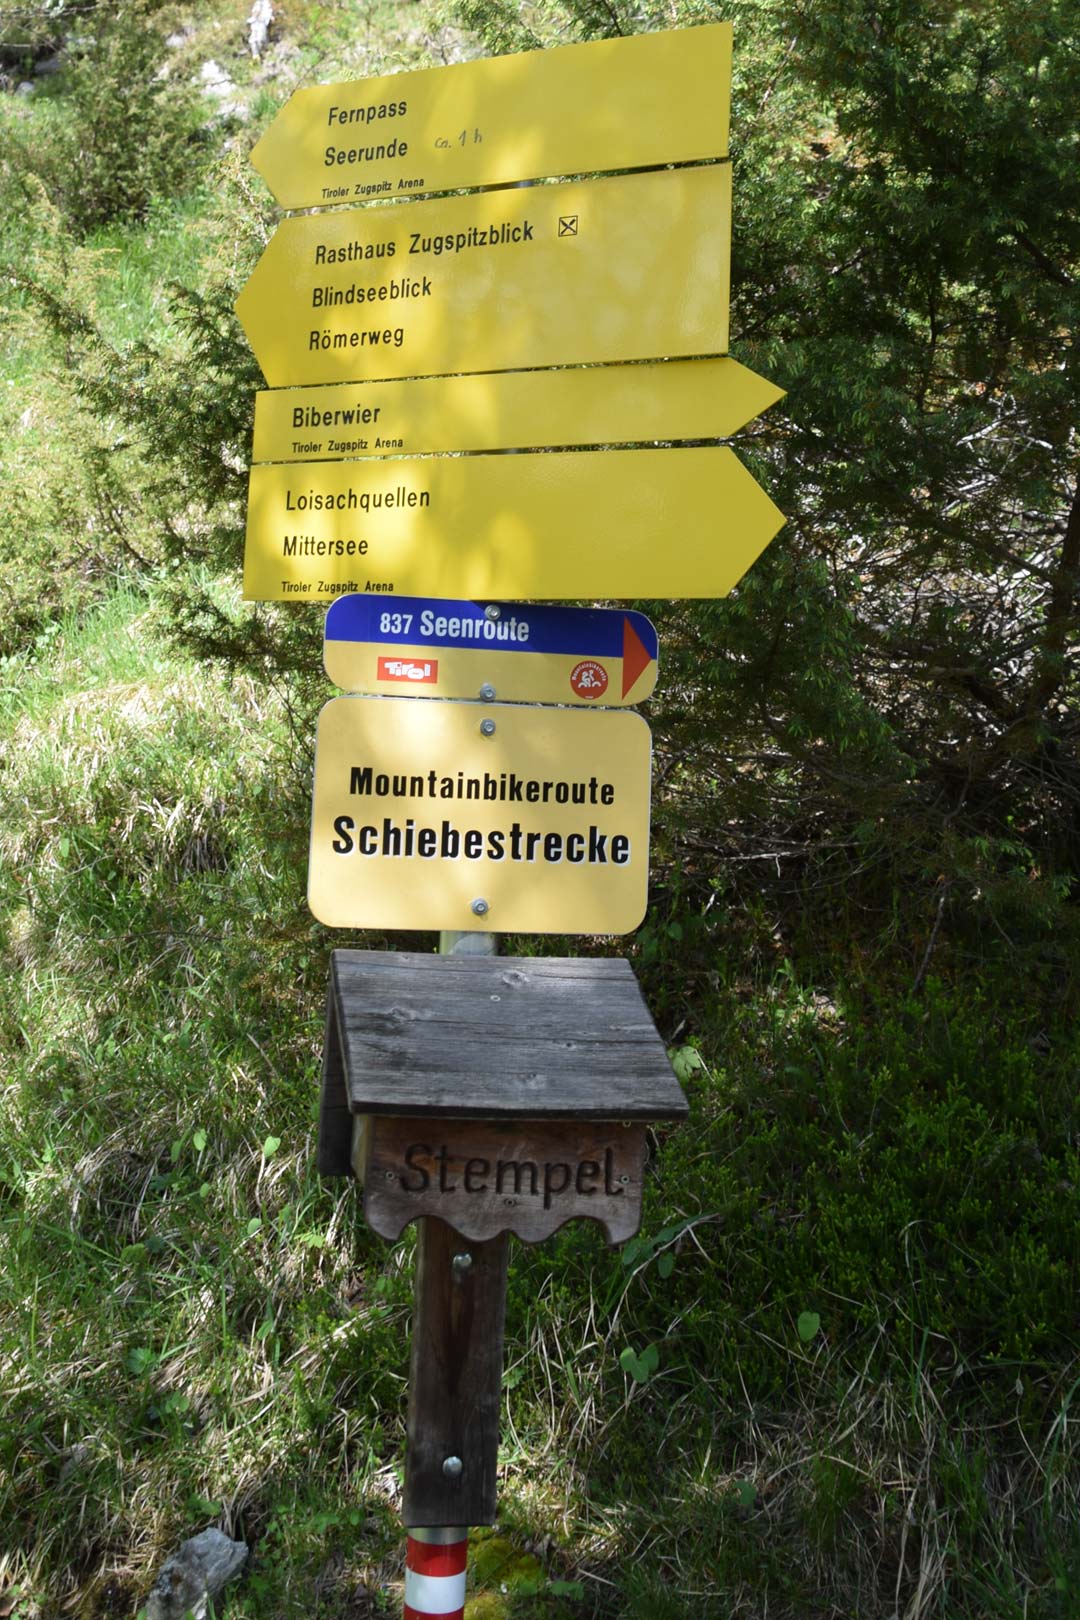 Fernpass
Seerunde ca. 1 h
Tiroler Zugspitz Arena
Rasthaus Zugspitzblick
Blindseeblick
Römerweg
Biberwier
Tiroler Zugspitz Arena
Loisachquellen
Mittersee
Tiroler Zugspitz Arena
837 Seenroute
Tirol
Mountainbikeroute
Mountainbikeroute
Schiebestrecke
Stempel